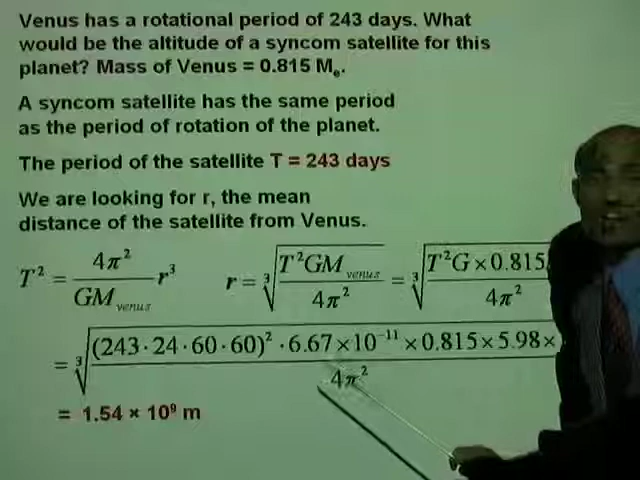 Venus has a rotational period of 243 days. What
would be the altitude of a syncom satellite for this
planet? Mass of Venus = 0.815 Mₑ.
A syncom satellite has the same period
as the period of rotation of the planet.
The period of the satellite T = 243 days
We are looking for r, the mean
distance of the satellite from Venus.
T² = 4π² / GM_venus r³   r = ∛(T²GM_venus / 4π²) = ∛(T²G×0.815 / 4π²)
= ∛((243·24·60·60)² · 6.67×10⁻¹¹ ×0.815×5.98× / 4π²)
= 1.54 × 10⁹ m